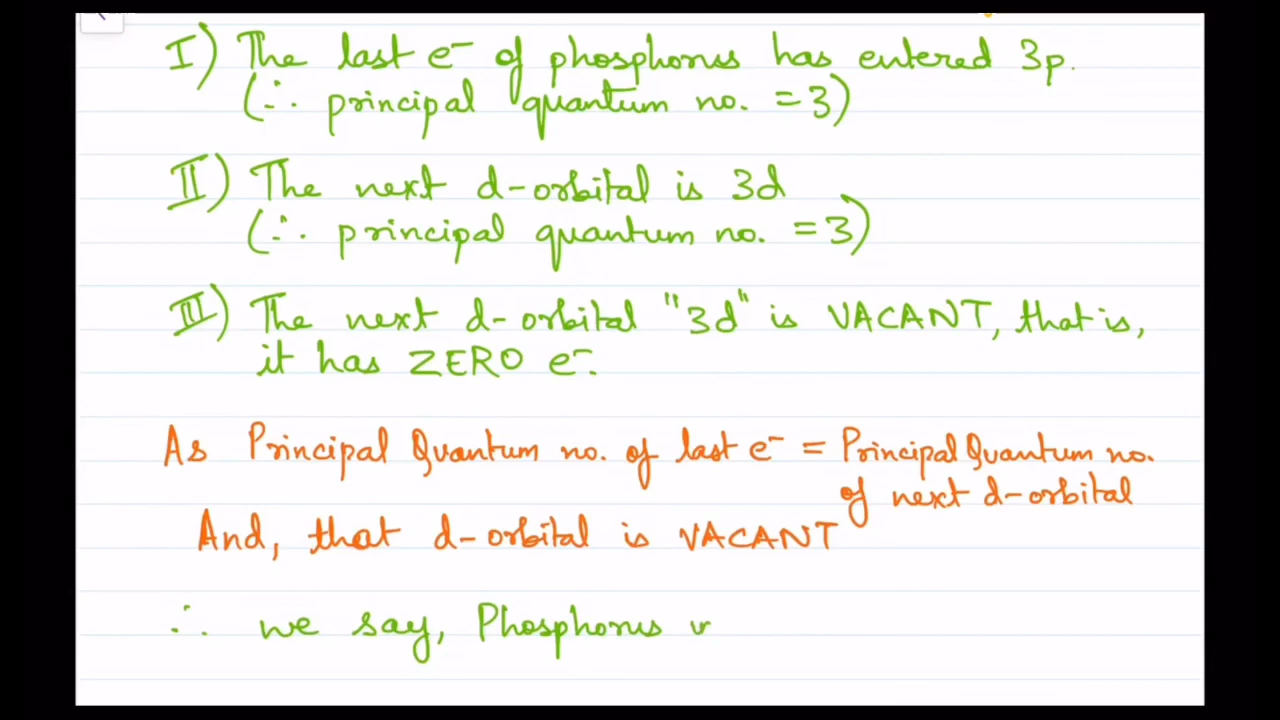 I) The last e⁻ of phosphorus has entered 3p.
(∴ principal quantum no. = 3)
II) The next d-orbital is 3d
(∴ principal quantum no. = 3)
III) The next d-orbital "3d" is VACANT, that is,
it has ZERO e⁻.
As Principal Quantum no. of last e⁻ = Principal Quantum no.
of next d-orbital
And, that d-orbital is VACANT
∴ we say, Phosphorus v